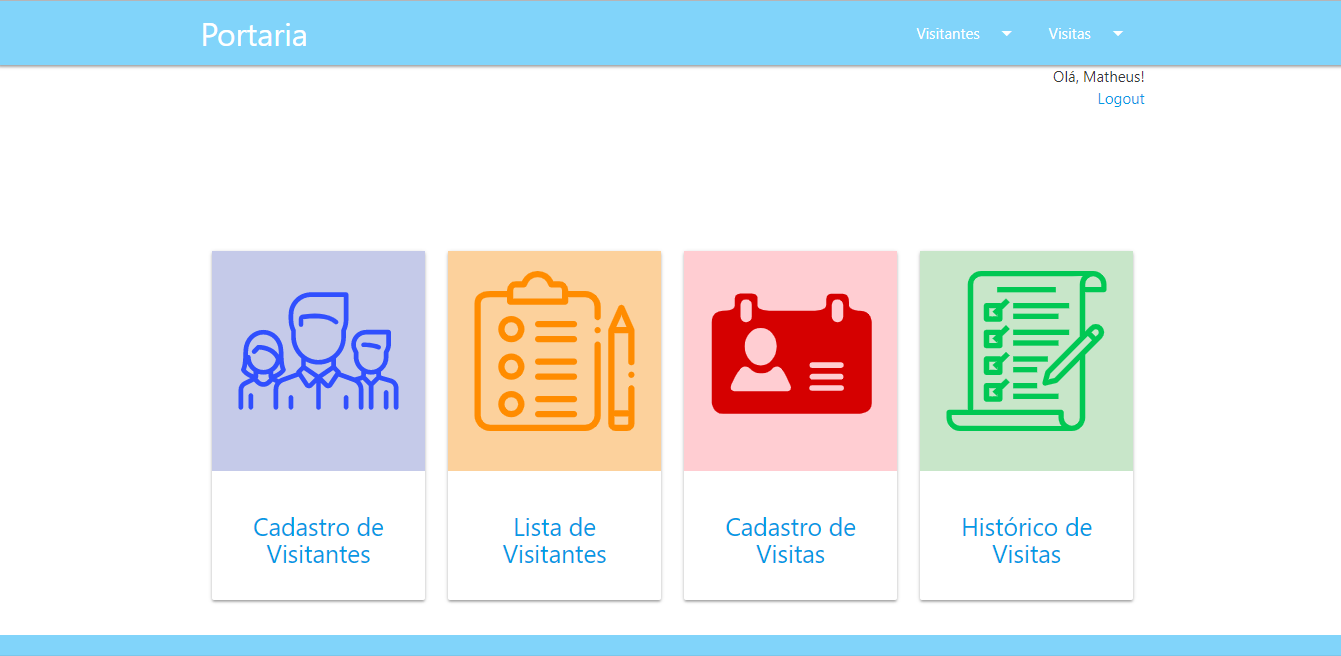 Portaria
Visitantes
Visitas
Olá, Matheus!
Logout
Cadastro de
Visitantes
Lista de
Visitantes
Cadastro de
Visitas
Histórico de
Visitas